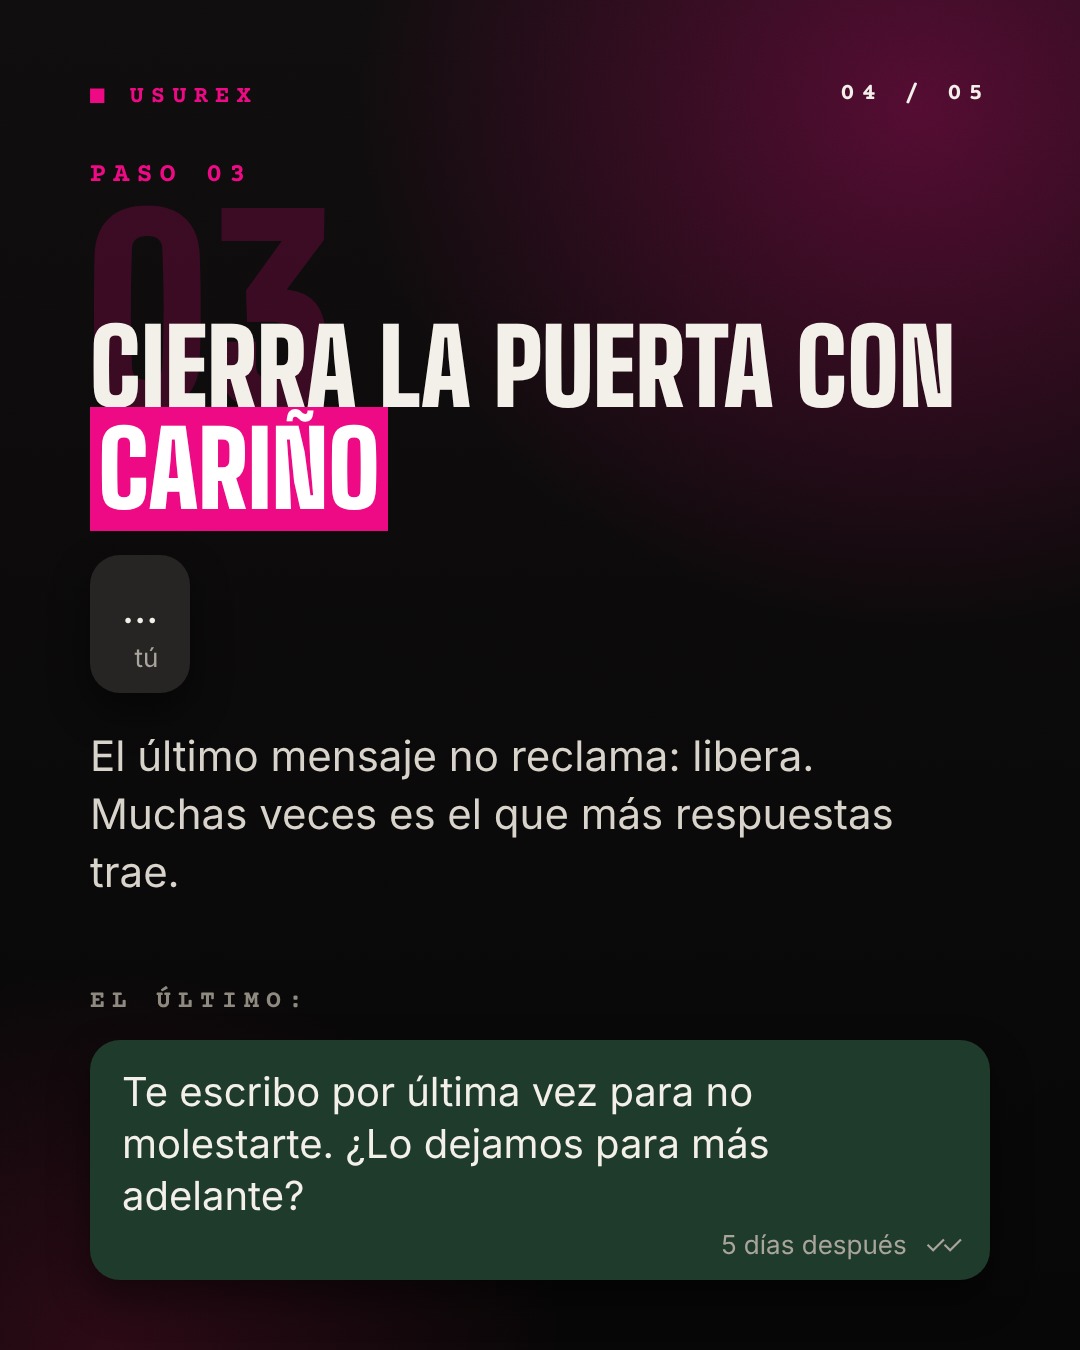 USUREX
04 / 05
PASO 03
03
CIERRA LA PUERTA CON
CARIÑO
...
tú
El último mensaje no reclama: libera.
Muchas veces es el que más respuestas
trae.
EL ÚLTIMO:
Te escribo por última vez para no
molestarte. ¿Lo dejamos para más
adelante?
5 días después